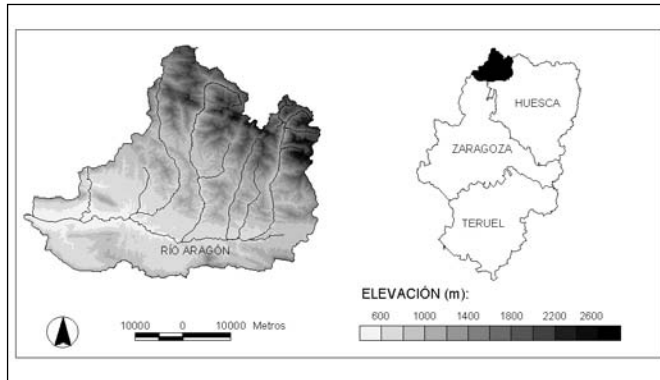 HUESCA
ZARAGOZA
TERUEL
RÍO ARAGÓN
ELEVACIÓN (m):
10000 0 10000 Metros
600 1000 1400 1800 2200 2600